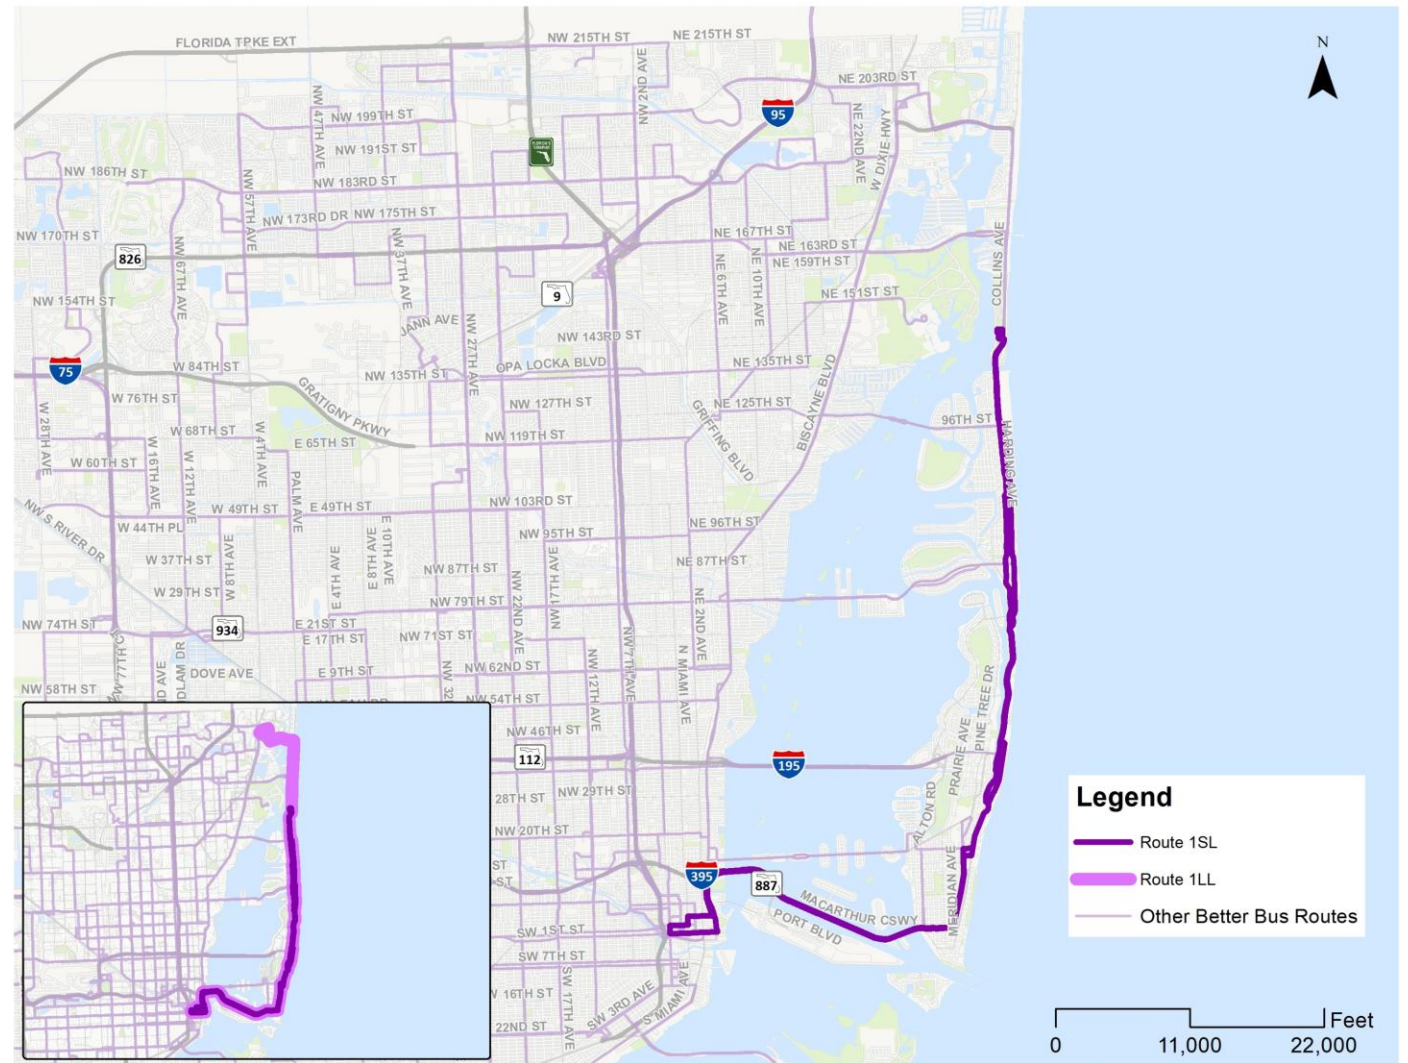 FLORIDA TPKE EXT
NW 215TH ST
NE 215TH ST
N
NW 2ND AVE
NE 203RD ST
NW 47TH AVE
NW 199TH ST
95
NE 22ND AVE
W DIXIE HWY
NW 191ST ST
NW 186TH ST
NW 183RD ST
NW 57TH AVE
NW 173RD DR
NW 175TH ST
NW 170TH ST
826
NW 67TH AVE
NW 37TH AVE
NE 167TH ST
NE 163RD ST
NE 159TH ST
COLLINS AVE
NE 6TH AVE
NE 10TH AVE
9
NE 151ST ST
NW 154TH ST
JANN AVE
NW 27TH AVE
NW 143RD ST
75
W 84TH ST
NW 135TH ST
OPA LOCKA BLVD
NE 135TH ST
GRATIGNY PKWY
W 76TH ST
NW 127TH ST
NE 125TH ST
GRIFFING BLVD
BISCAYNE BLVD
96TH ST
HARDING AVE
W 28TH AVE
W 68TH ST
W 4TH AVE
E 65TH ST
NW 119TH ST
W 60TH ST
W 16TH AVE
W 12TH AVE
PALM AVE
NW S RIVER DR
W 49TH ST
E 49TH ST
NW 103RD ST
W 44TH PL
E 10TH AVE
E 8TH AVE
NE 96TH ST
NW 95TH ST
W 37TH ST
W 8TH AVE
E 4TH AVE
NW 87TH ST
NE 87TH ST
NW 22ND AVE
NW 17TH AVE
W 29TH ST
NW 79TH ST
NE 2ND AVE
NW 74TH ST
934
E 21ST ST
E 17TH ST
NW 71ST ST
NW 7TH AVE
NW 12TH AVE
N MIAMI AVE
DOVE AVE
E 9TH ST
NW 62ND ST
NW 58TH ST
NW 54TH ST
PINE TREE DR
PRAIRIE AVE
NW 46TH ST
112
195
28TH ST
NW 29TH ST
ALTON RD
NW 20TH ST
395
887
MACARTHUR CSWY
PORT BLVD
MERIDIAN AVE
SW 1ST ST
SW 7TH ST
SW 17TH AVE
SW 3RD AVE
S MIAMI AVE
16TH ST
22ND ST
Legend
Route 1SL
Route 1LL
Other Better Bus Routes
Feet
0 11,000 22,000